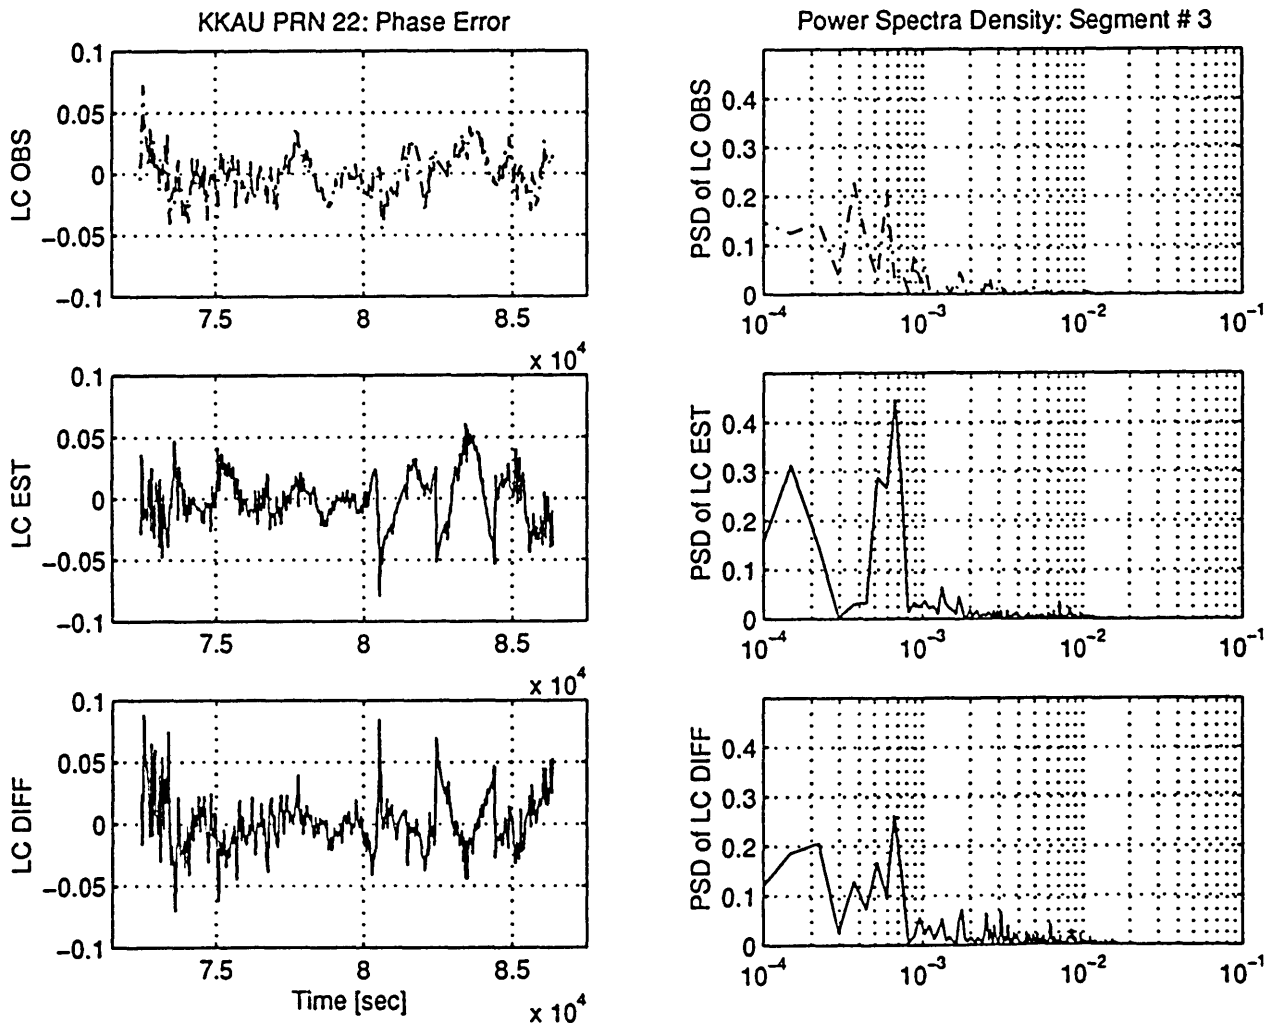 KKAU PRN 22: Phase Error
0.1
0.05
0
−0.05
−0.1
LC OBS
7.5 8 8.5
x 10⁴
0.1
0.05
0
−0.05
−0.1
LC EST
7.5 8 8.5
x 10⁴
0.1
0.05
0
−0.05
−0.1
LC DIFF
7.5 8 8.5
Time [sec]
x 10⁴
Power Spectra Density: Segment # 3
0.4
0.3
0.2
0.1
0
PSD of LC OBS
10⁻⁴ 10⁻³ 10⁻² 10⁻¹
0.4
0.3
0.2
0.1
0
PSD of LC EST
10⁻⁴ 10⁻³ 10⁻² 10⁻¹
0.4
0.3
0.2
0.1
0
PSD of LC DIFF
10⁻⁴ 10⁻³ 10⁻² 10⁻¹